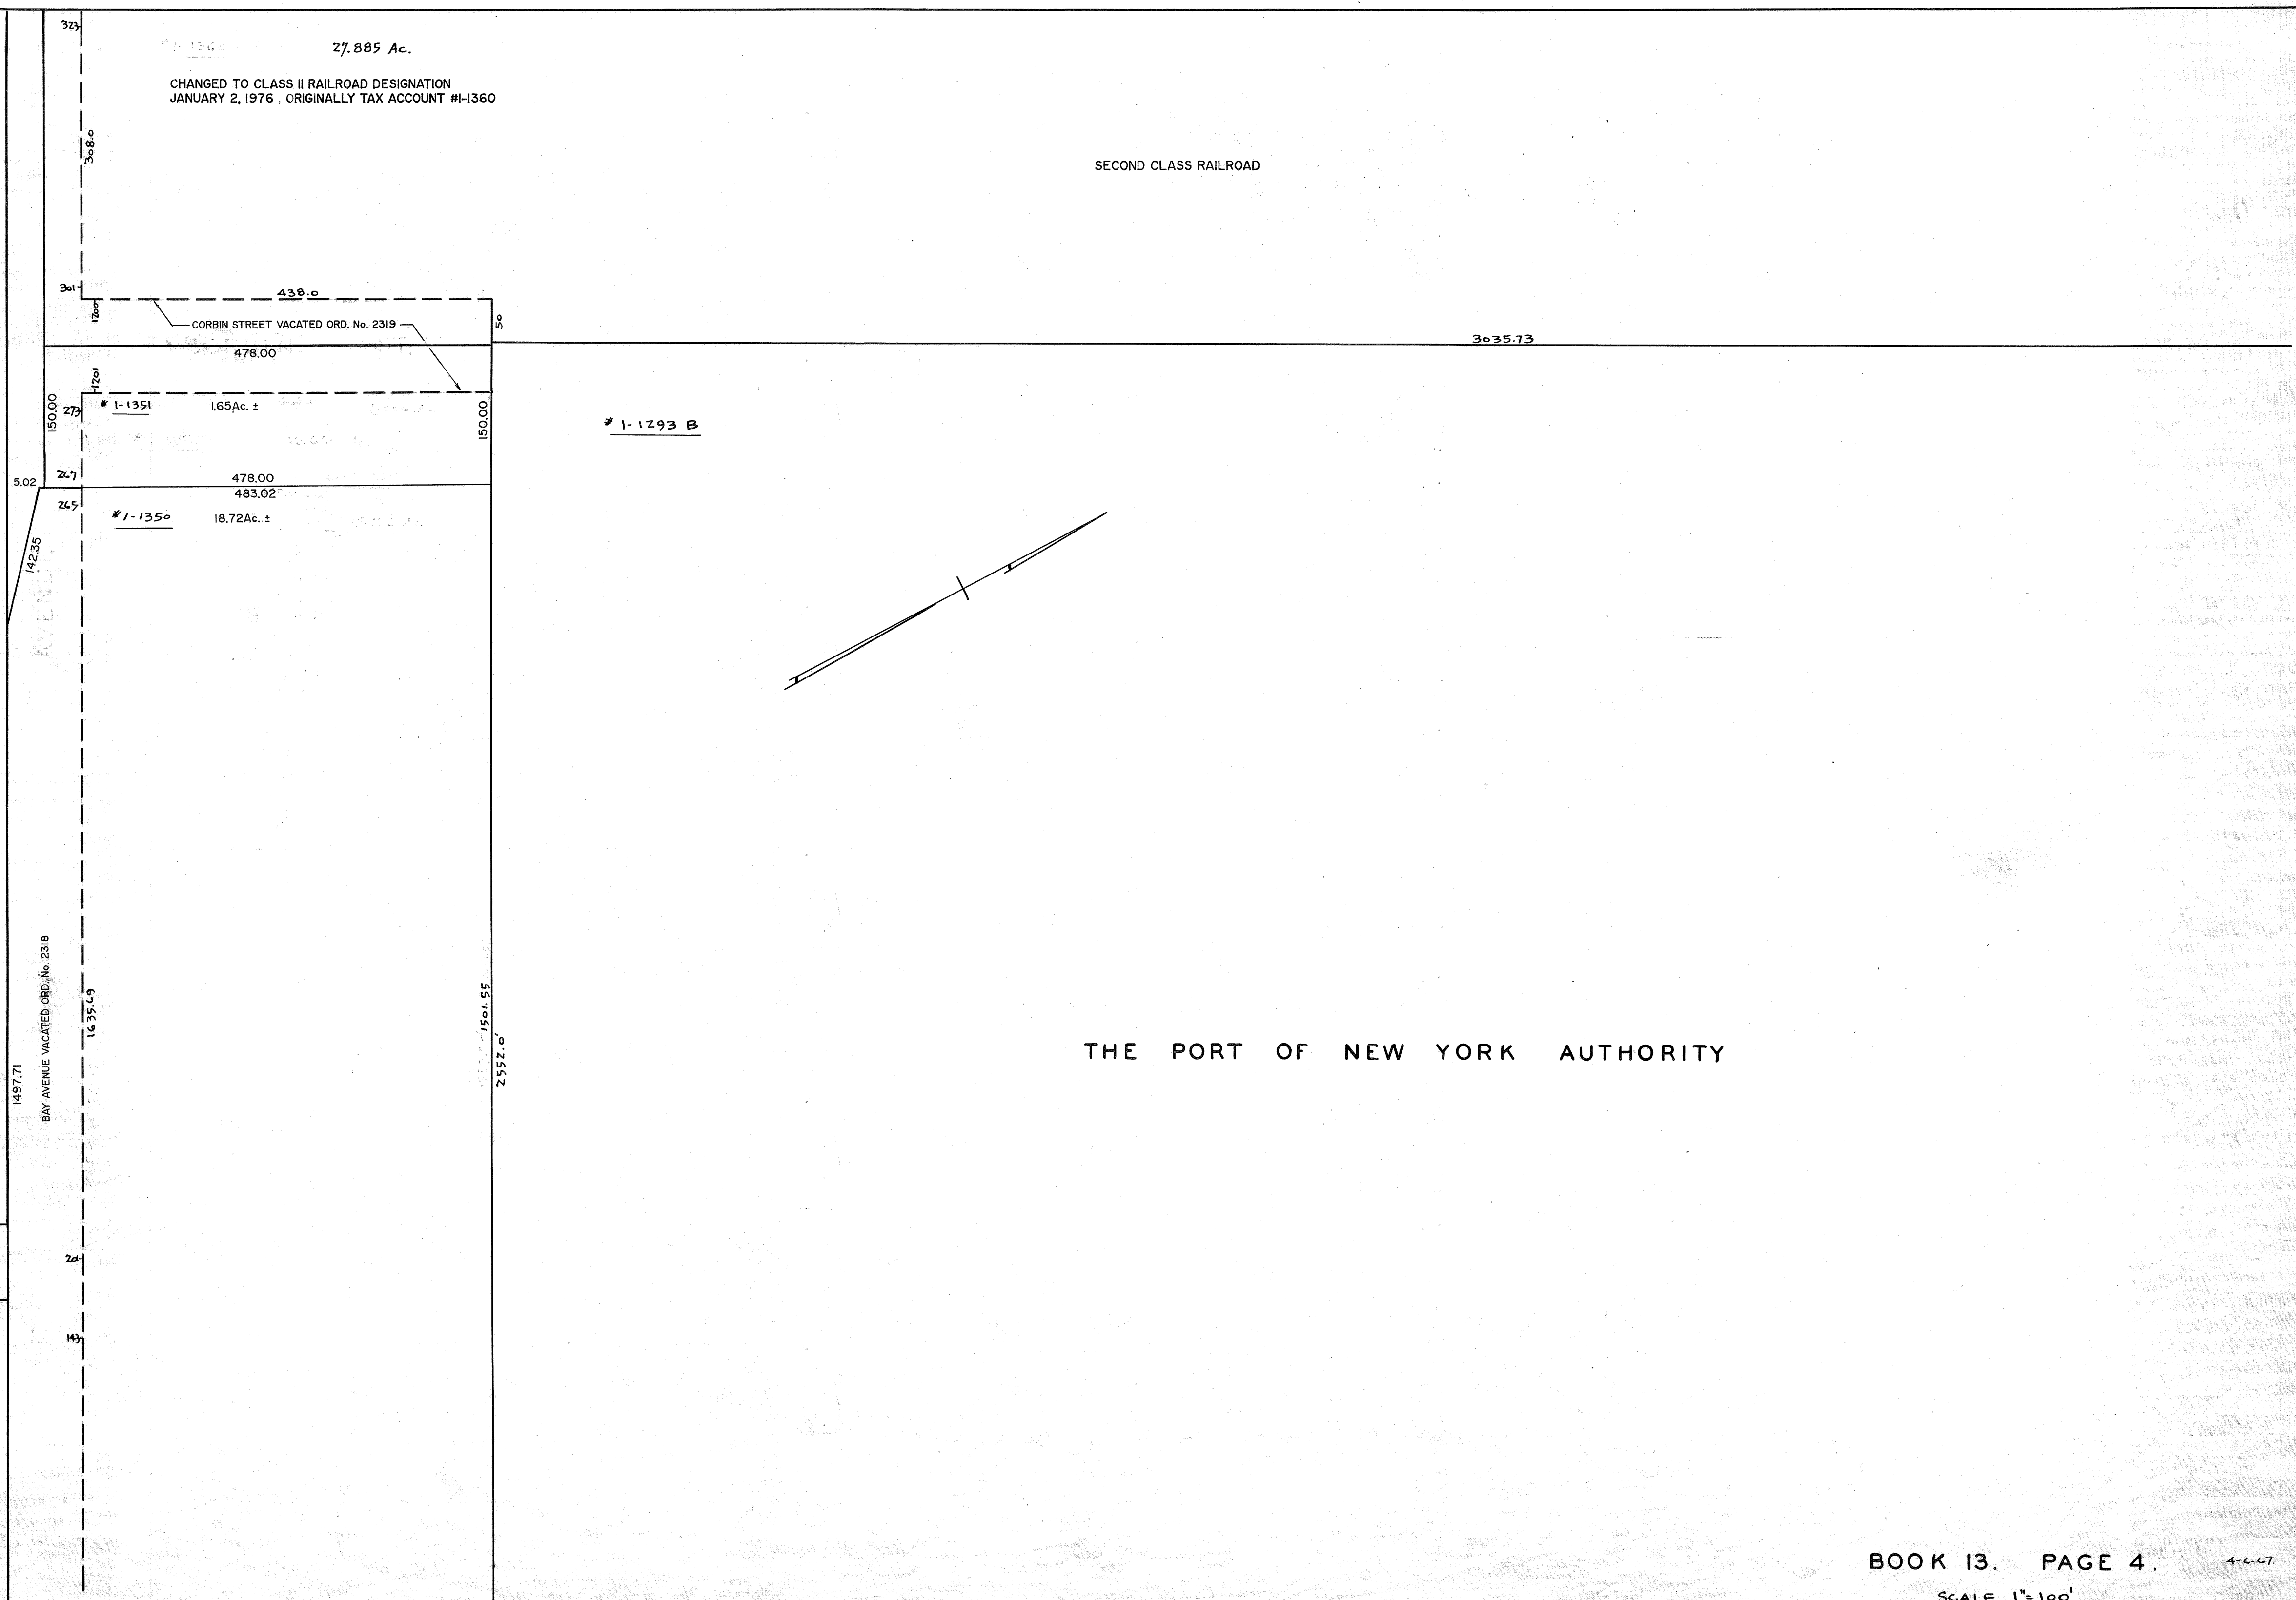 323
27.885 Ac.
CHANGED TO CLASS II RAILROAD DESIGNATION
JANUARY 2, 1976 , ORIGINALLY TAX ACCOUNT #1-1360
308.0
SECOND CLASS RAILROAD
301
438.0
1200
50
CORBIN STREET VACATED ORD. No. 2319
3035.73
478.00
1201
150.00
273
# 1-1351 1.65Ac. ±
150.00
# 1-1293 B
267
478.00
5.02
483.02
265
# 1-1350 18.72Ac. ±
142.35
BAY AVENUE VACATED ORD. No. 2318
1635.69
1501.55
2552.0'
1497.71
THE PORT OF NEW YORK AUTHORITY
143
BOOK 13. PAGE 4.
4-6-67.
SCALE 1"=100'